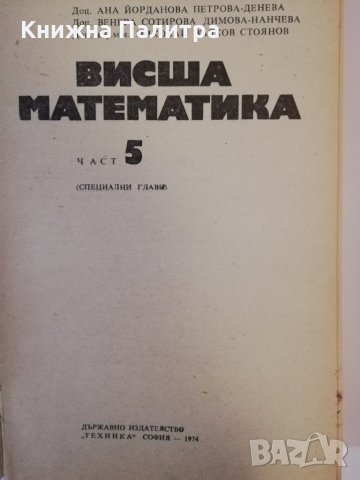 Доц. АНА ЙОРДАНОВА ПЕТРОВА-ДЕНЕВА
Доц. ВЕНЕРА СОТИРОВА ДИМОВА-НАНЧЕВА
СТОЯНОВ
Книжна Палитра
ВИСША
МАТЕМАТИКА
ЧАСТ 5
(СПЕЦИАЛНИ ГЛАВИ)
ДЪРЖАВНО ИЗДАТЕЛСТВО
„ТЕХНИКА" СОФИЯ — 1974
BAZAR